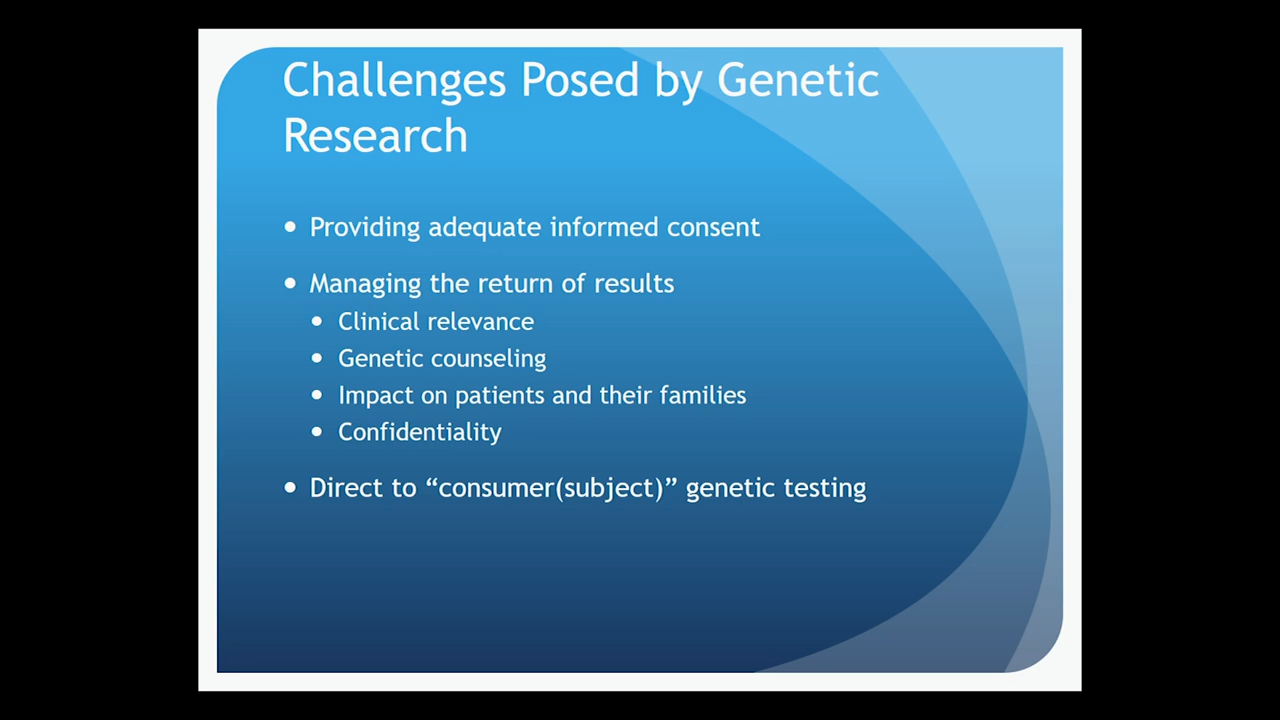 Challenges Posed by Genetic
Research
• Providing adequate informed consent
• Managing the return of results
• Clinical relevance
• Genetic counseling
• Impact on patients and their families
• Confidentiality
• Direct to “consumer(subject)” genetic testing